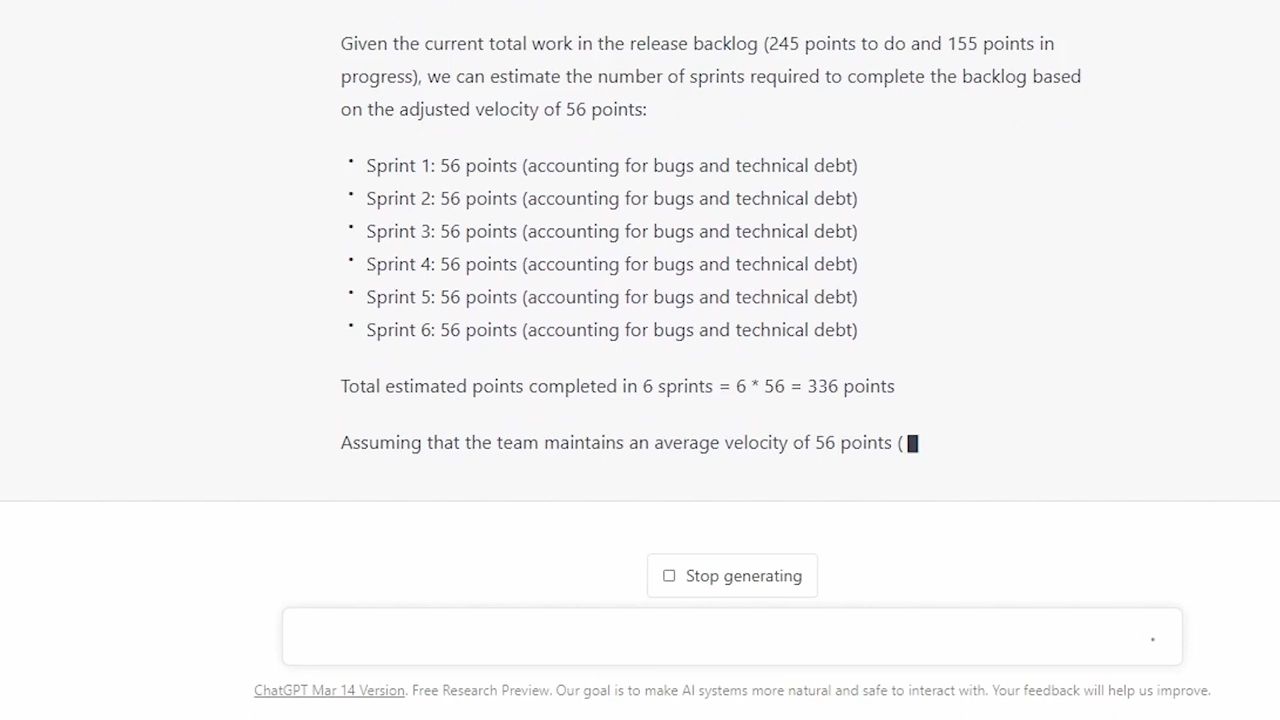 Given the current total work in the release backlog (245 points to do and 155 points in
progress), we can estimate the number of sprints required to complete the backlog based
on the adjusted velocity of 56 points:
• Sprint 1: 56 points (accounting for bugs and technical debt)
• Sprint 2: 56 points (accounting for bugs and technical debt)
• Sprint 3: 56 points (accounting for bugs and technical debt)
• Sprint 4: 56 points (accounting for bugs and technical debt)
• Sprint 5: 56 points (accounting for bugs and technical debt)
• Sprint 6: 56 points (accounting for bugs and technical debt)
Total estimated points completed in 6 sprints = 6 * 56 = 336 points
Assuming that the team maintains an average velocity of 56 points (
Stop generating
ChatGPT Mar 14 Version. Free Research Preview. Our goal is to make AI systems more natural and safe to interact with. Your feedback will help us improve.